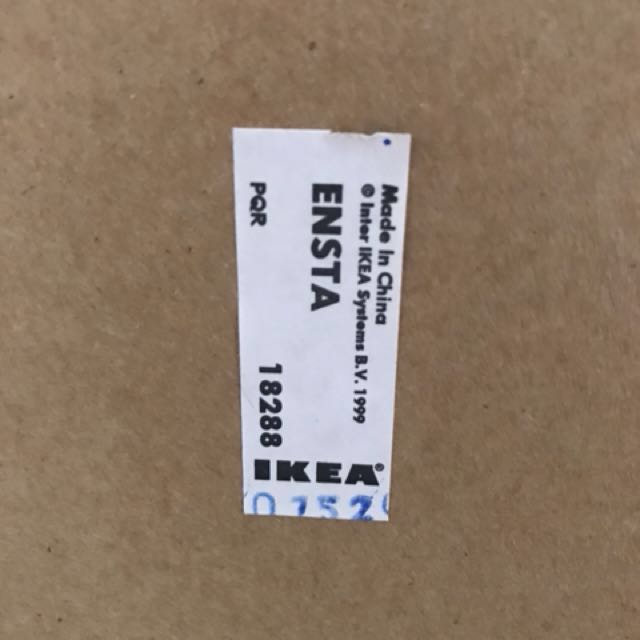 Made in China
© Inter IKEA Systems B.V. 1999
ENSTA
PQR
18288
IKEA®